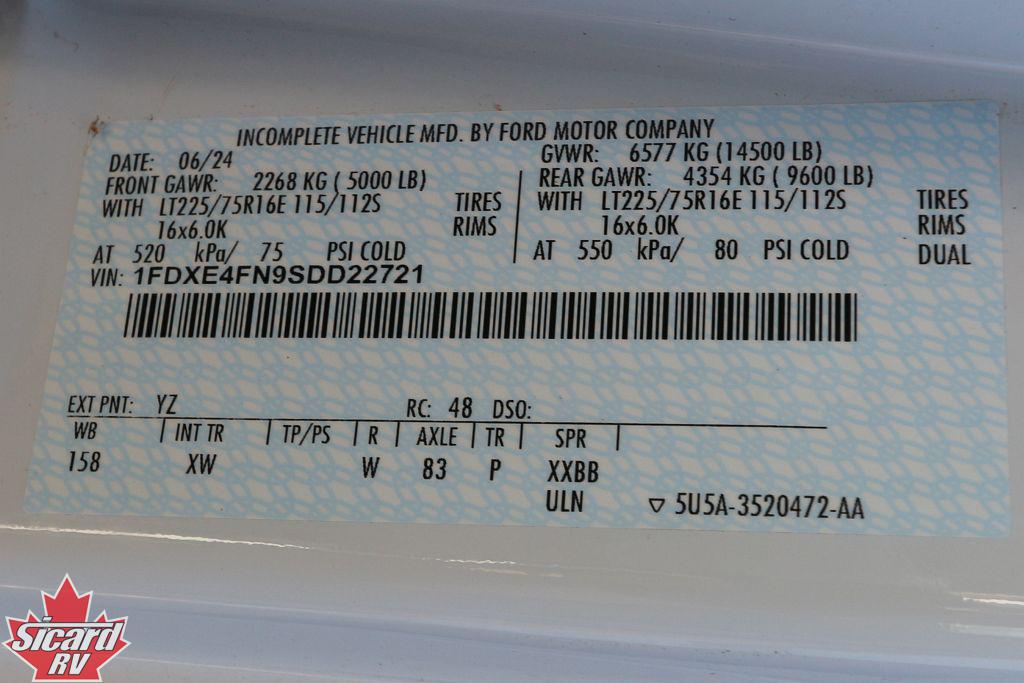 INCOMPLETE VEHICLE MFD. BY FORD MOTOR COMPANY
DATE: 06/24 GVWR: 6577 KG (14500 LB)
FRONT GAWR: 2268 KG ( 5000 LB) REAR GAWR: 4354 KG ( 9600 LB)
WITH LT225/75R16E 115/112S TIRES WITH LT225/75R16E 115/112S TIRES
16x6.0K RIMS 16x6.0K RIMS
AT 520 kPa/ 75 PSI COLD AT 550 kPa/ 80 PSI COLD DUAL
VIN: 1FDXE4FN9SDD22721
EXT PNT: YZ RC: 48 DSO:
WB INT TR TP/PS R AXLE TR SPR
158 XW W 83 P XXBB
ULN 5U5A-3520472-AA
Sicard
RV